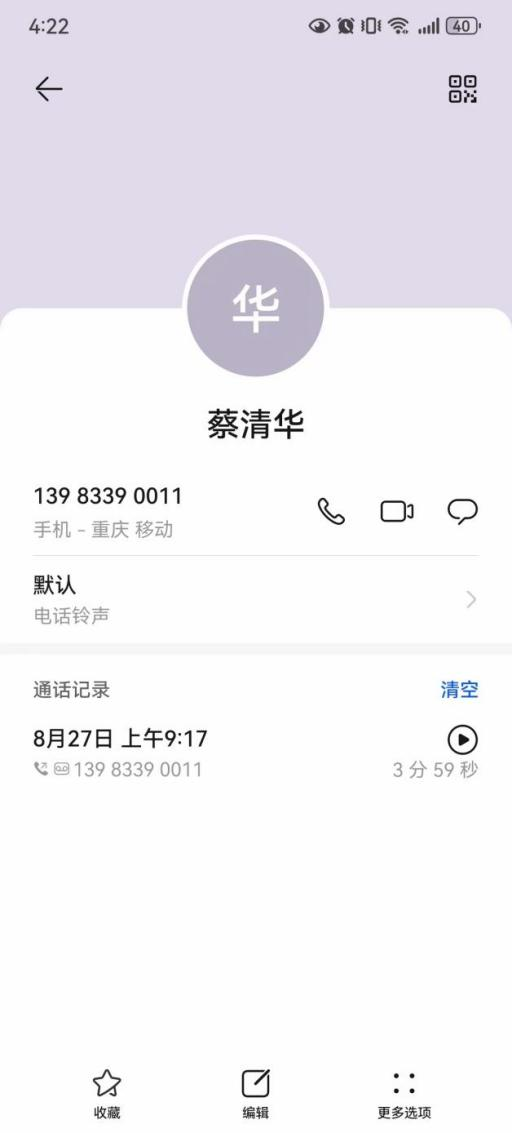 4:22
40
华
蔡清华
139 8339 0011
手机 - 重庆 移动
默认
电话铃声
通话记录
清空
8月27日 上午9:17
139 8339 0011
3 分 59 秒
收藏
编辑
更多选项